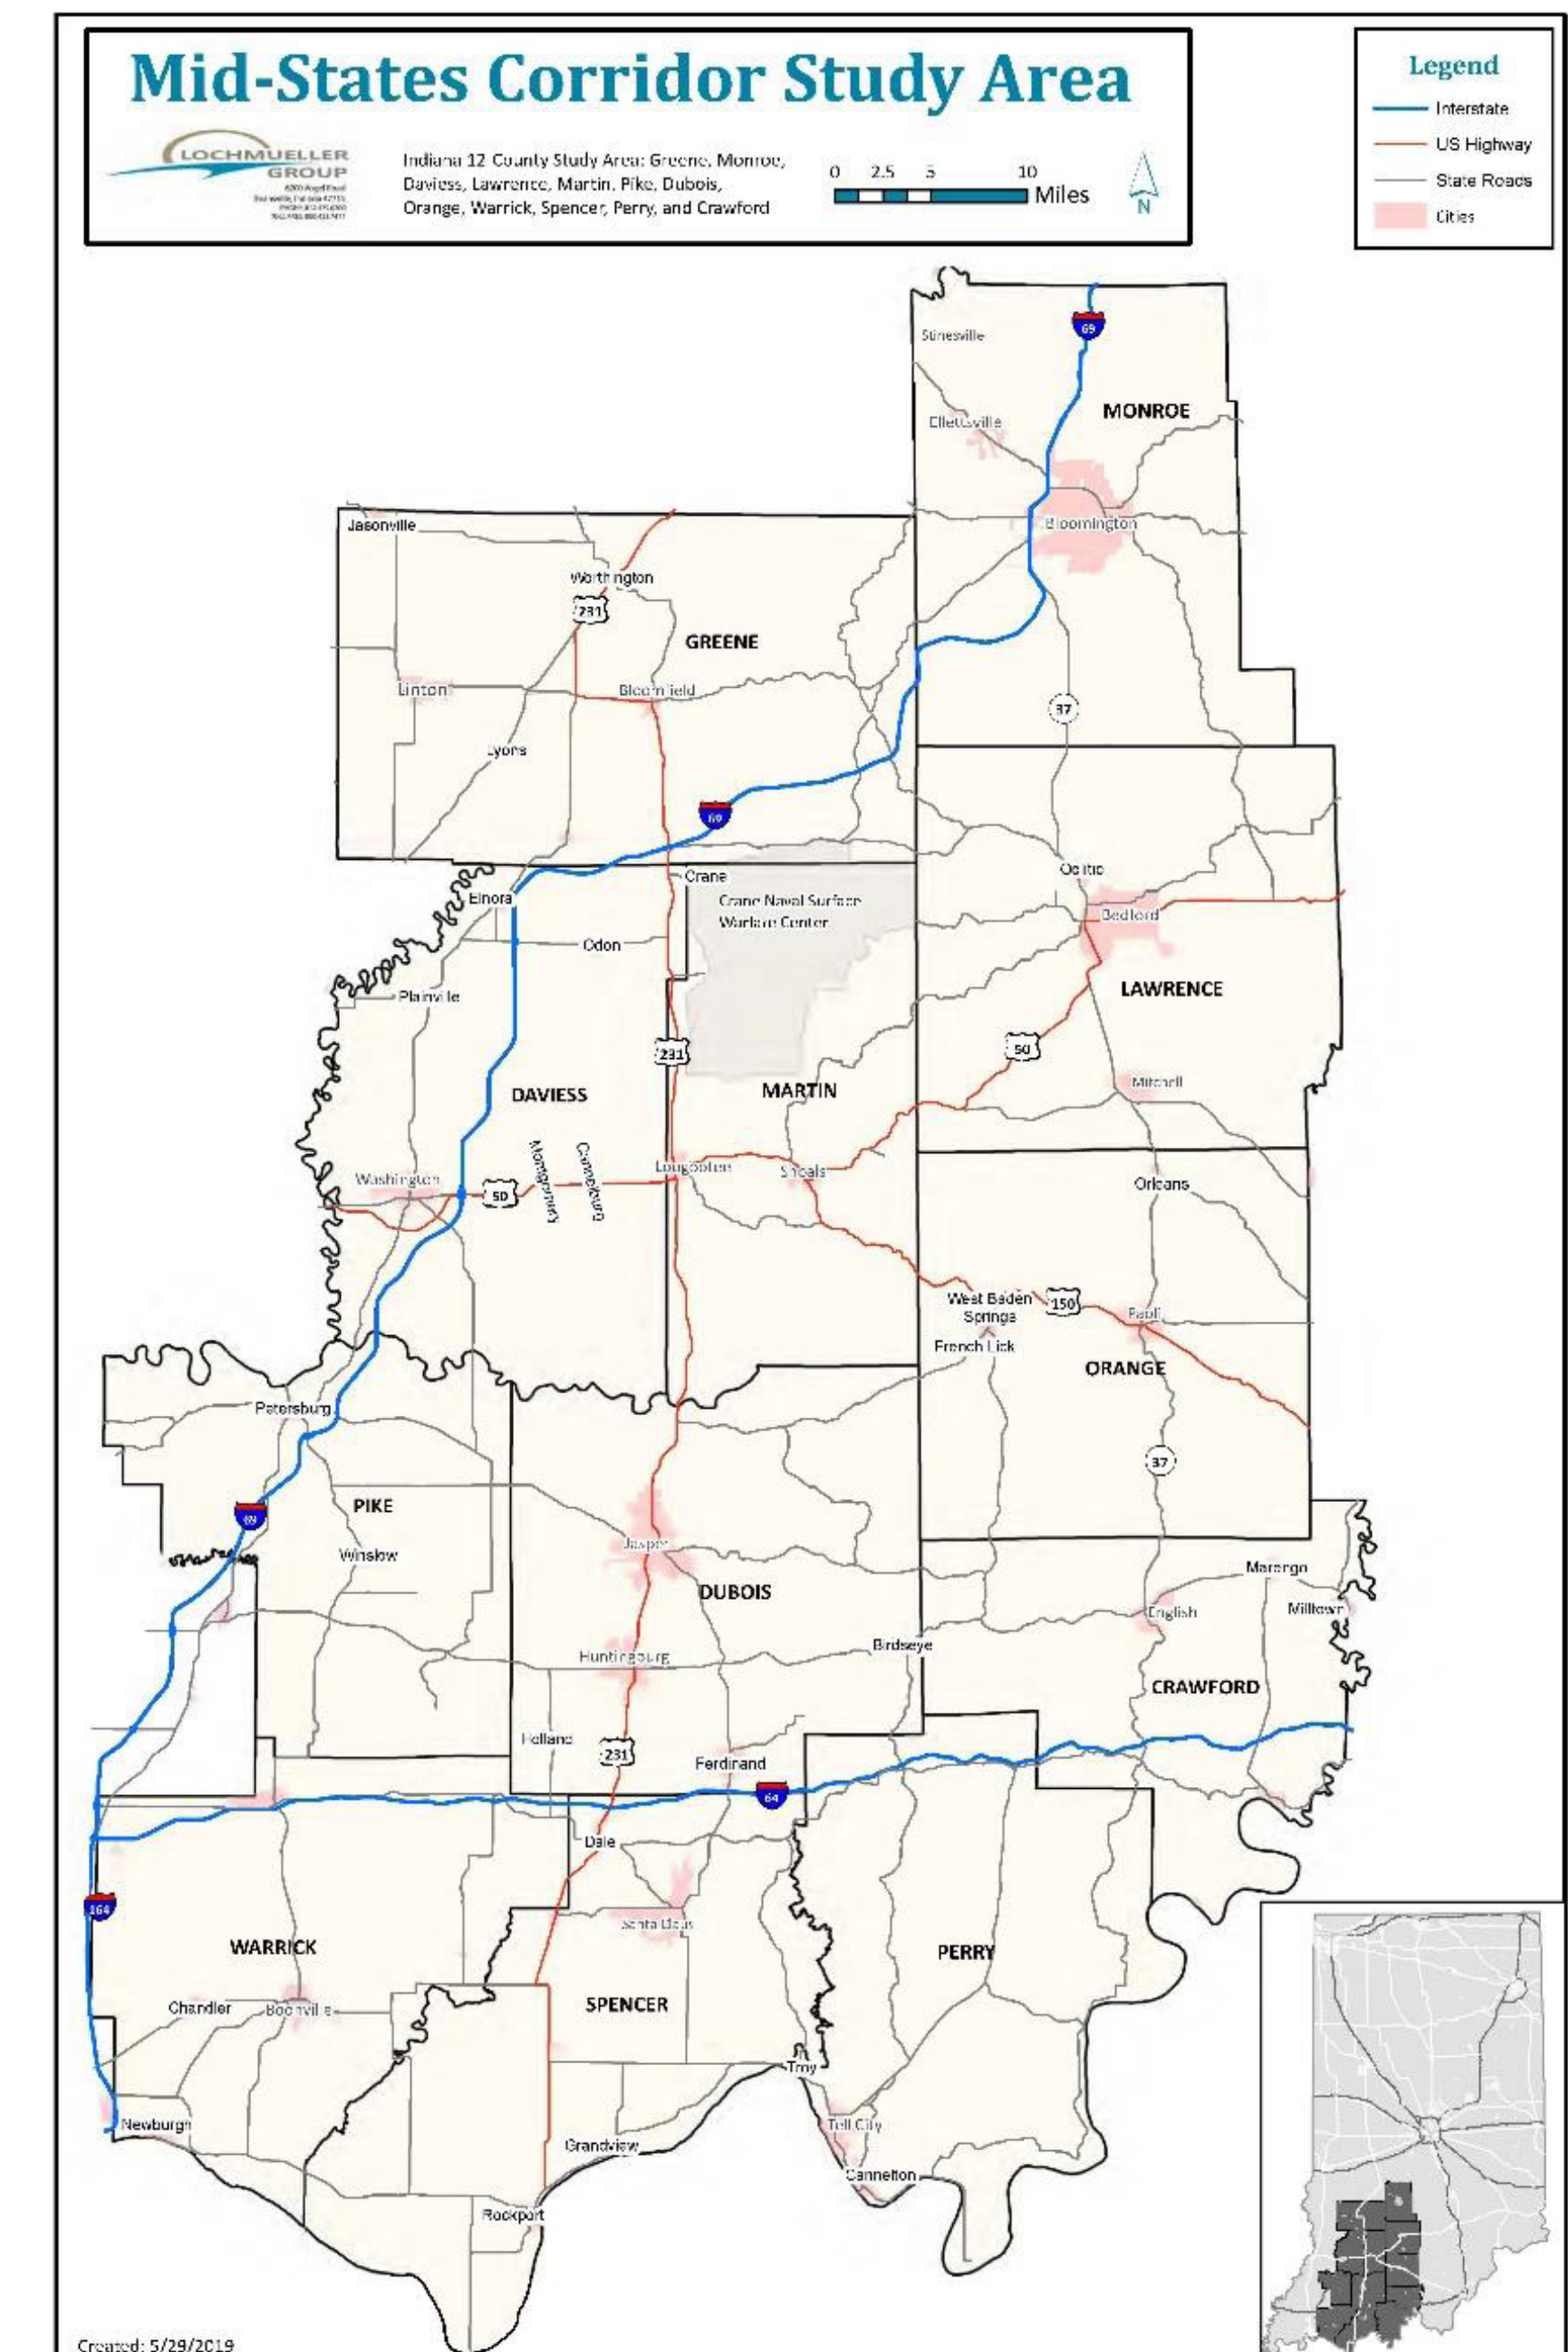 Mid-States Corridor Study Area
LOCHMUELLER
GROUP
Indiana 12 County Study Area: Greene, Monroe,
Daviess, Lawrence, Martin, Pike, Dubois,
Orange, Warrick, Spencer, Perry, and Crawford
0 2.5 5 10
Miles
N
Legend
Interstate
US Highway
State Roads
Cities
69
Stinesville
MONROE
Ellettsville
Bloomington
Jasonville
Worthington
231
GREENE
Linton
Bloomfield
37
Lyons
69
Oolitic
Crane
Elnora
Crane Naval Surface
Warfare Center
Bedford
Odon
Plainville
LAWRENCE
231
50
DAVIESS
MARTIN
Mitchell
Montgomery
Cannelburg
Washington
50
Loogootee
Shoals
Orleans
West Baden
Springs
150
Paoli
French Lick
ORANGE
Petersburg
37
69
PIKE
Jasper
Winslow
Marengo
DUBOIS
English
Milltown
Huntingburg
Birdseye
CRAWFORD
Holland
231
Ferdinand
64
Dale
164
Santa Claus
WARRICK
PERRY
SPENCER
Chandler
Boonville
Troy
Newburgh
Tell City
Grandview
Cannelton
Rockport
Created: 5/29/2019